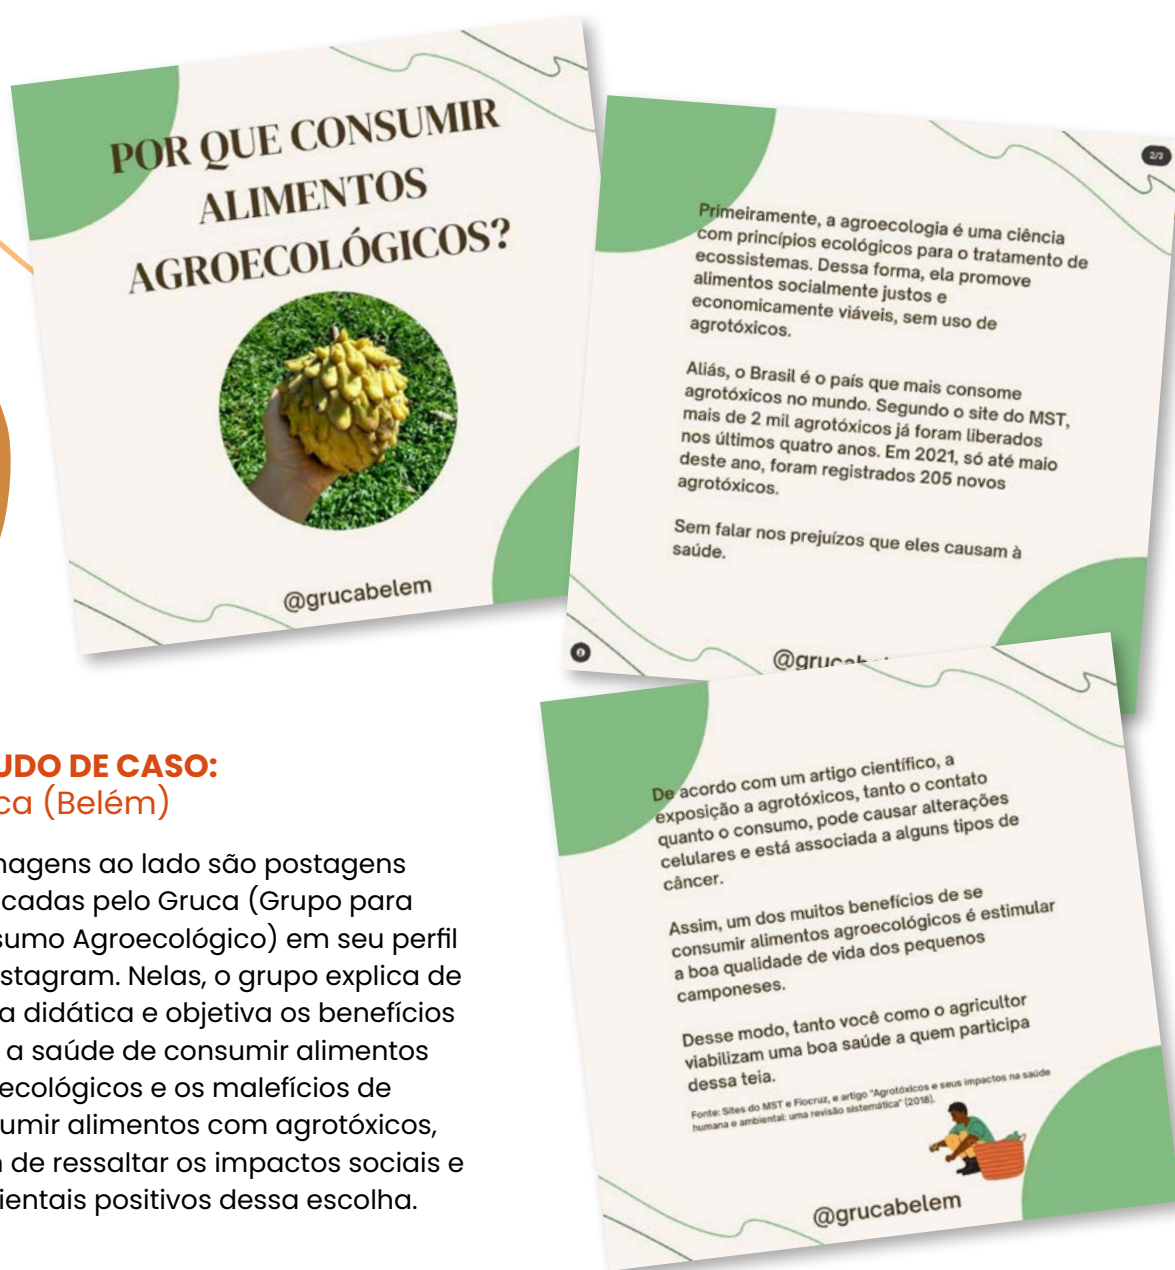 POR QUE CONSUMIR
ALIMENTOS
AGROECOLÓGICOS?
@grucabelem
2/3
Primeiramente, a agroecologia é uma ciência
com princípios ecológicos para o tratamento de
ecossistemas. Dessa forma, ela promove
alimentos socialmente justos e
economicamente viáveis, sem uso de
agrotóxicos.
Aliás, o Brasil é o país que mais consome
agrotóxicos no mundo. Segundo o site do MST,
mais de 2 mil agrotóxicos já foram liberados
nos últimos quatro anos. Em 2021, só até maio
deste ano, foram registrados 205 novos
agrotóxicos.
Sem falar nos prejuízos que eles causam à
saúde.
De acordo com um artigo científico, a
exposição a agrotóxicos, tanto o contato
quanto o consumo, pode causar alterações
celulares e está associada a alguns tipos de
câncer.
Assim, um dos muitos benefícios de se
consumir alimentos agroecológicos é estimular
a boa qualidade de vida dos pequenos
camponeses.
Desse modo, tanto você como o agricultor
viabilizam uma boa saúde a quem participa
dessa teia.
Fonte: Sites do MST e Fiocruz, e artigo "Agrotóxicos e seus impactos na saúde
humana e ambiental: uma revisão sistemática" (2018).
@grucabelem
UDO DE CASO:
ca (Belém)
nagens ao lado são postagens
cadas pelo Gruca (Grupo para
sumo Agroecológico) em seu perfil
stagram. Nelas, o grupo explica de
a didática e objetiva os benefícios
a saúde de consumir alimentos
ecológicos e os malefícios de
umir alimentos com agrotóxicos,
de ressaltar os impactos sociais e
ientais positivos dessa escolha.